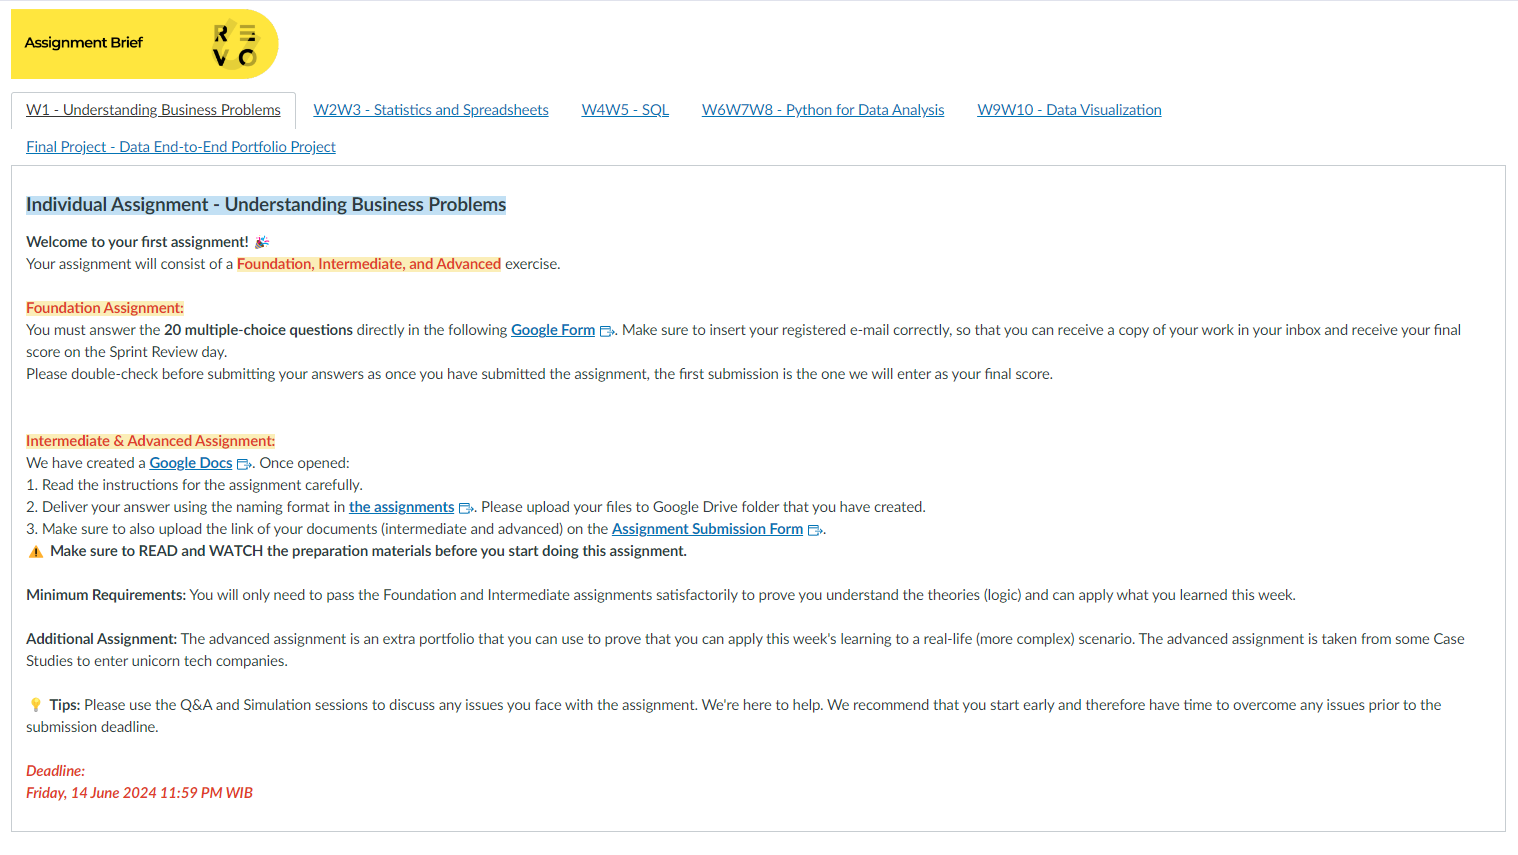 Assignment Brief
RE
VO
W1 - Understanding Business Problems
W2W3 - Statistics and Spreadsheets
W4W5 - SQL
W6W7W8 - Python for Data Analysis
W9W10 - Data Visualization
Final Project - Data End-to-End Portfolio Project
Individual Assignment - Understanding Business Problems
Welcome to your first assignment! 🎉
Your assignment will consist of a Foundation, Intermediate, and Advanced exercise.
Foundation Assignment:
You must answer the 20 multiple-choice questions directly in the following Google Form. Make sure to insert your registered e-mail correctly, so that you can receive a copy of your work in your inbox and receive your final
score on the Sprint Review day.
Please double-check before submitting your answers as once you have submitted the assignment, the first submission is the one we will enter as your final score.
Intermediate & Advanced Assignment:
We have created a Google Docs. Once opened:
1. Read the instructions for the assignment carefully.
2. Deliver your answer using the naming format in the assignments. Please upload your files to Google Drive folder that you have created.
3. Make sure to also upload the link of your documents (intermediate and advanced) on the Assignment Submission Form.
⚠️ Make sure to READ and WATCH the preparation materials before you start doing this assignment.
Minimum Requirements: You will only need to pass the Foundation and Intermediate assignments satisfactorily to prove you understand the theories (logic) and can apply what you learned this week.
Additional Assignment: The advanced assignment is an extra portfolio that you can use to prove that you can apply this week's learning to a real-life (more complex) scenario. The advanced assignment is taken from some Case
Studies to enter unicorn tech companies.
💡 Tips: Please use the Q&A and Simulation sessions to discuss any issues you face with the assignment. We're here to help. We recommend that you start early and therefore have time to overcome any issues prior to the
submission deadline.
Deadline:
Friday, 14 June 2024 11:59 PM WIB